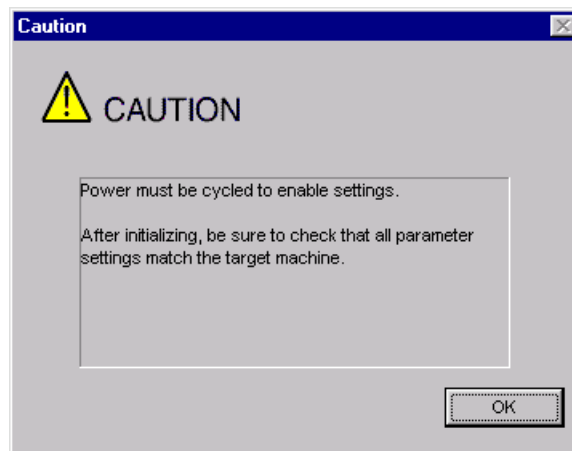 Caution
CAUTION
Power must be cycled to enable settings.
After initializing, be sure to check that all parameter
settings match the target machine.
OK